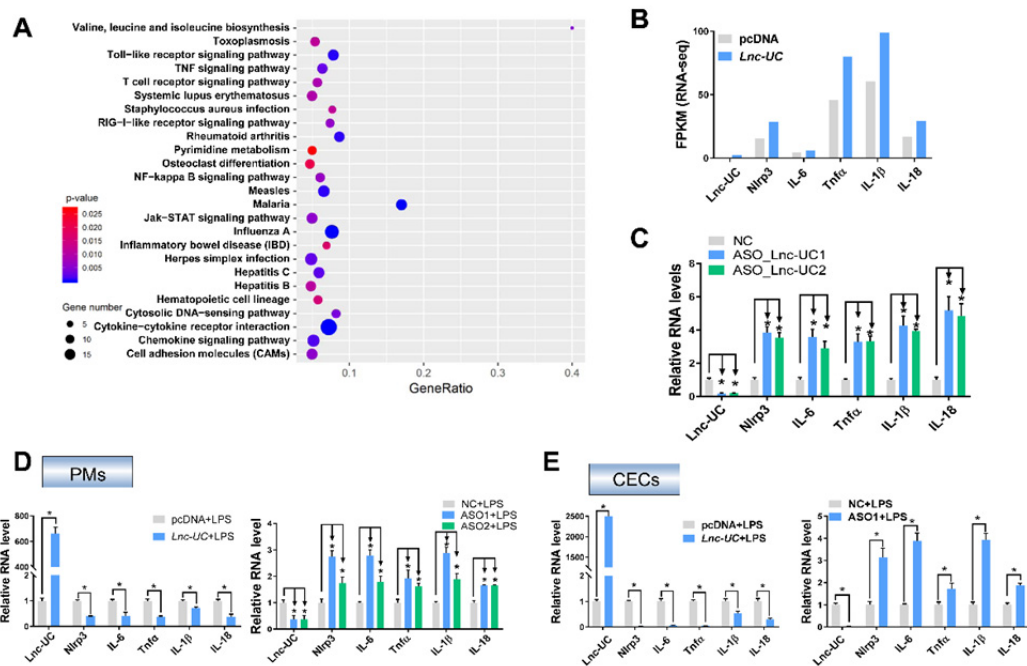 A
Valine, leucine and isoleucine biosynthesis
Toxoplasmosis
Toll-like receptor signaling pathway
TNF signaling pathway
T cell receptor signaling pathway
Systemic lupus erythematosus
Staphylococcus aureus infection
RIG-I-like receptor signaling pathway
Rheumatoid arthritis
Pyrimidine metabolism
Osteoclast differentiation
NF-kappa B signaling pathway
Measles
Malaria
Jak-STAT signaling pathway
Influenza A
Inflammatory bowel disease (IBD)
Herpes simplex infection
Hepatitis C
Hepatitis B
Hematopoietic cell lineage
Cytosolic DNA-sensing pathway
Cytokine-cytokine receptor interaction
Chemokine signaling pathway
Cell adhesion molecules (CAMs)
p-value
0.025
0.020
0.015
0.010
0.005
Gene number
5
10
15
0.1 0.2 0.3 0.4
GeneRatio
B
pcDNA
Lnc-UC
FPKM (RNA-seq)
100
50
0
Lnc-UC Nlrp3 IL-6 Tnfα IL-1β IL-18
C
NC
ASO_Lnc-UC1
ASO_Lnc-UC2
Relative RNA levels
8
6
4
2
0
* * * * * * * * * * * *
Lnc-UC Nlrp3 IL-6 Tnfα IL-1β IL-18
D
PMs
pcDNA+LPS
Lnc-UC+LPS
Relative RNA level
800
600
400
2
1
0
* * * * * *
Lnc-UC Nlrp3 IL-6 Tnfα IL-1β IL-18
NC+LPS
ASO1+LPS
ASO2+LPS
Relative RNA level
4
3
2
1
0
* * * * * * * * * * * *
Lnc-UC Nlrp3 IL-6 Tnfα IL-1β IL-18
E
CECs
pcDNA+LPS
Lnc-UC+LPS
Relative RNA level
2500
2000
1500
2
1
0
* * * * * *
Lnc-UC Nlrp3 IL-6 Tnfα IL-1β IL-18
NC+LPS
ASO1+LPS
Relative RNA level
5
4
3
2
1
0
* * * * * *
Lnc-UC Nlrp3 IL-6 Tnfα IL-1β IL-18